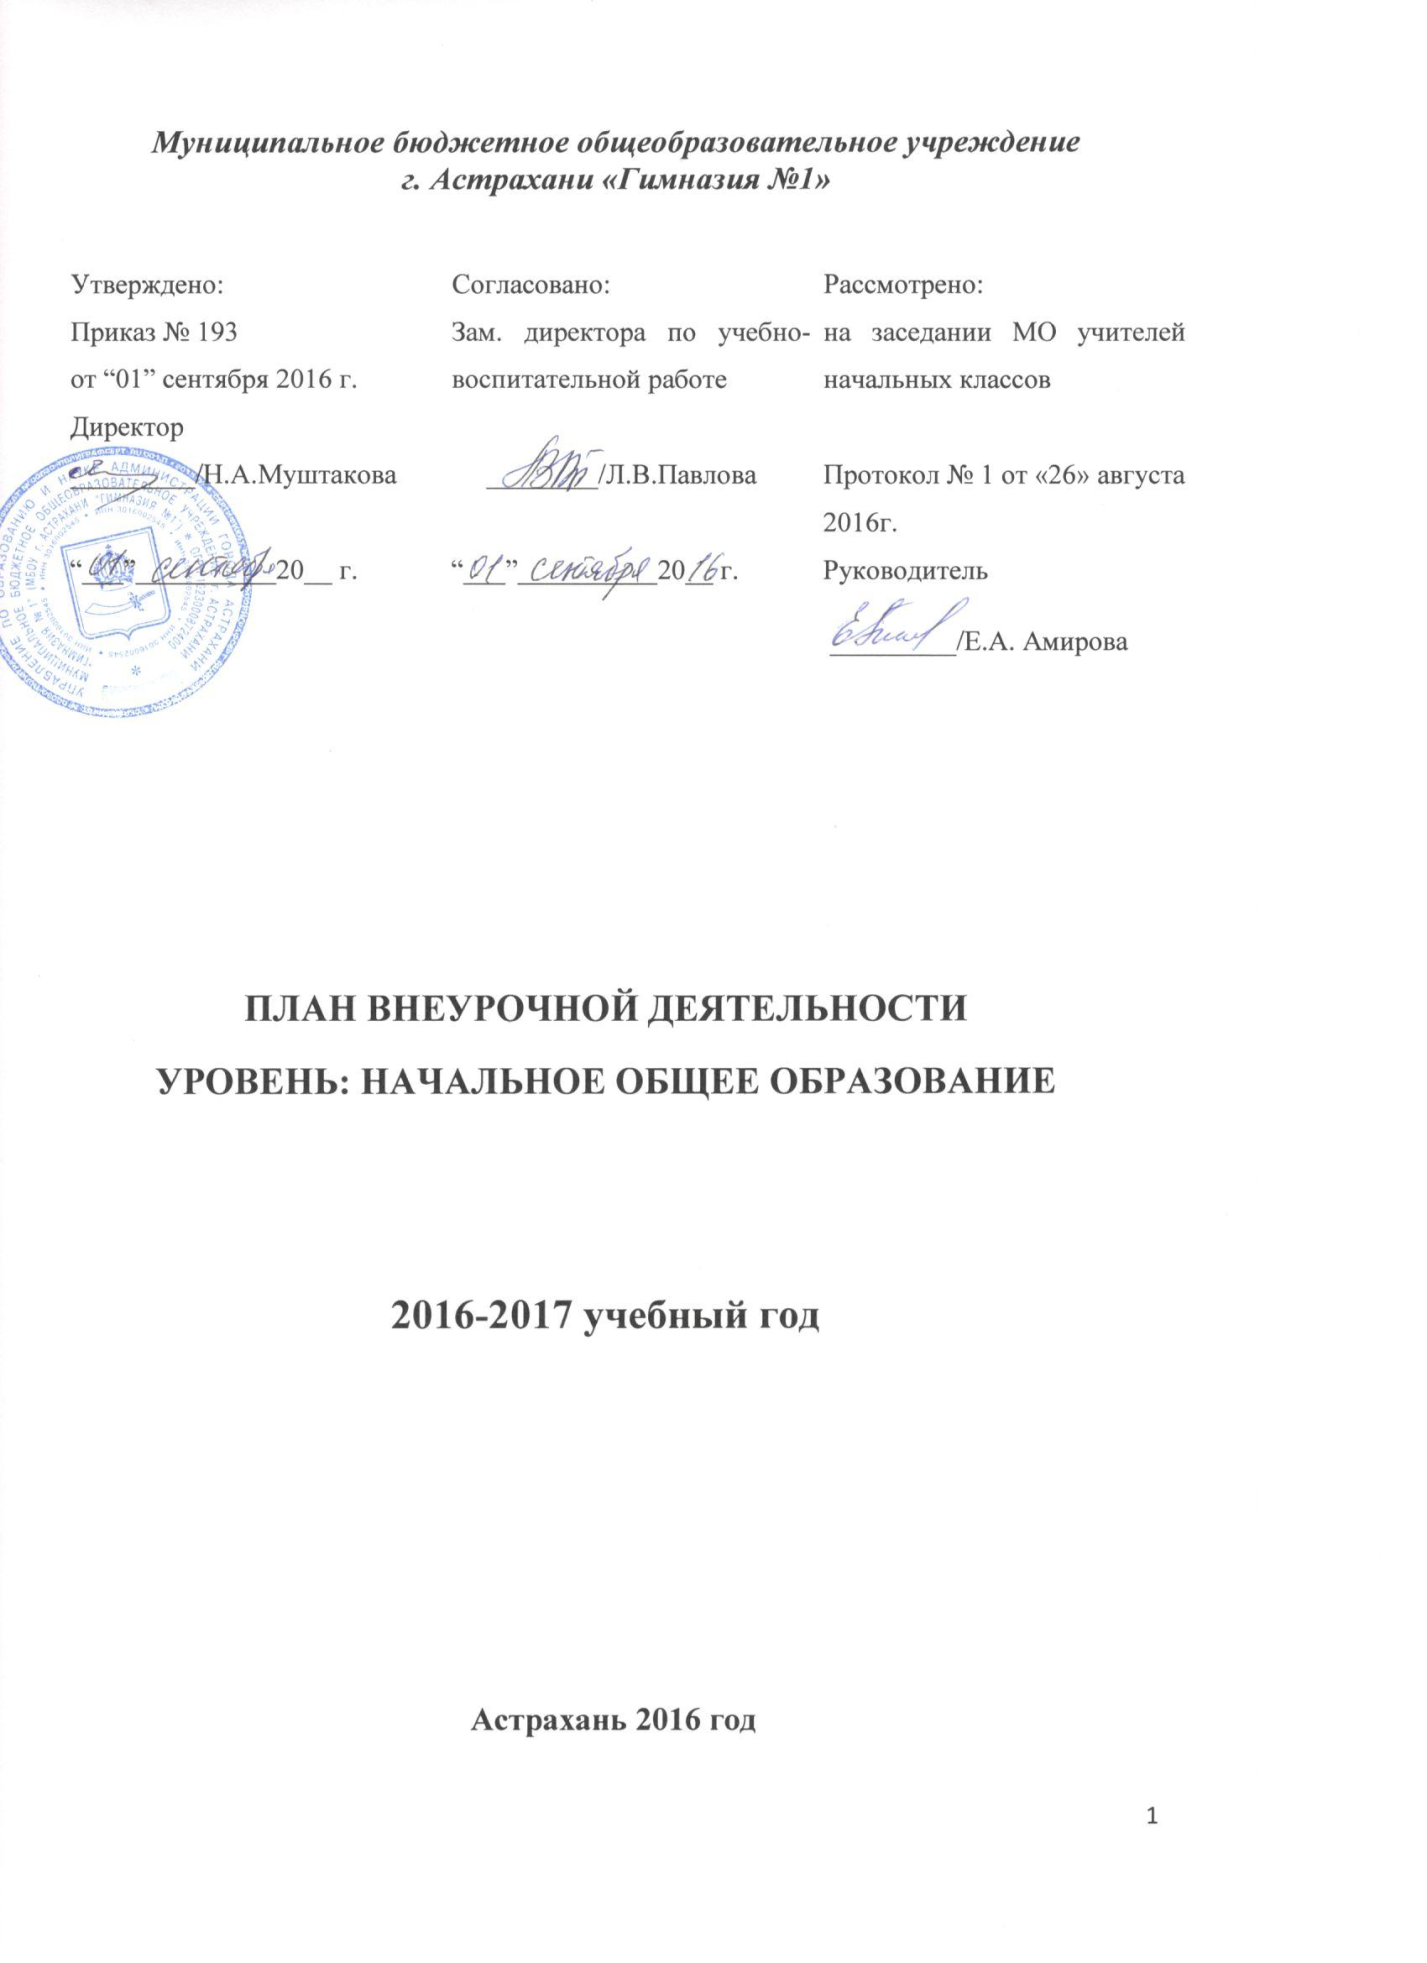 Муниципальное бюджетное общеобразовательное учреждение
г. Астрахани «Гимназия №1»
Утверждено:
Приказ № 193
от “01” сентября 2016 г.
Директор
/Н.А.Муштакова
“01” сентября 20__ г.
Согласовано:
Зам. директора по учебно-
воспитательной работе
/Л.В.Павлова
“01” сентября 2016 г.
Рассмотрено:
на заседании МО учителей
начальных классов
Протокол № 1 от «26» августа
2016г.
Руководитель
/Е.А. Амирова
ПЛАН ВНЕУРОЧНОЙ ДЕЯТЕЛЬНОСТИ
УРОВЕНЬ: НАЧАЛЬНОЕ ОБЩЕЕ ОБРАЗОВАНИЕ
2016-2017 учебный год
Астрахань 2016 год
1